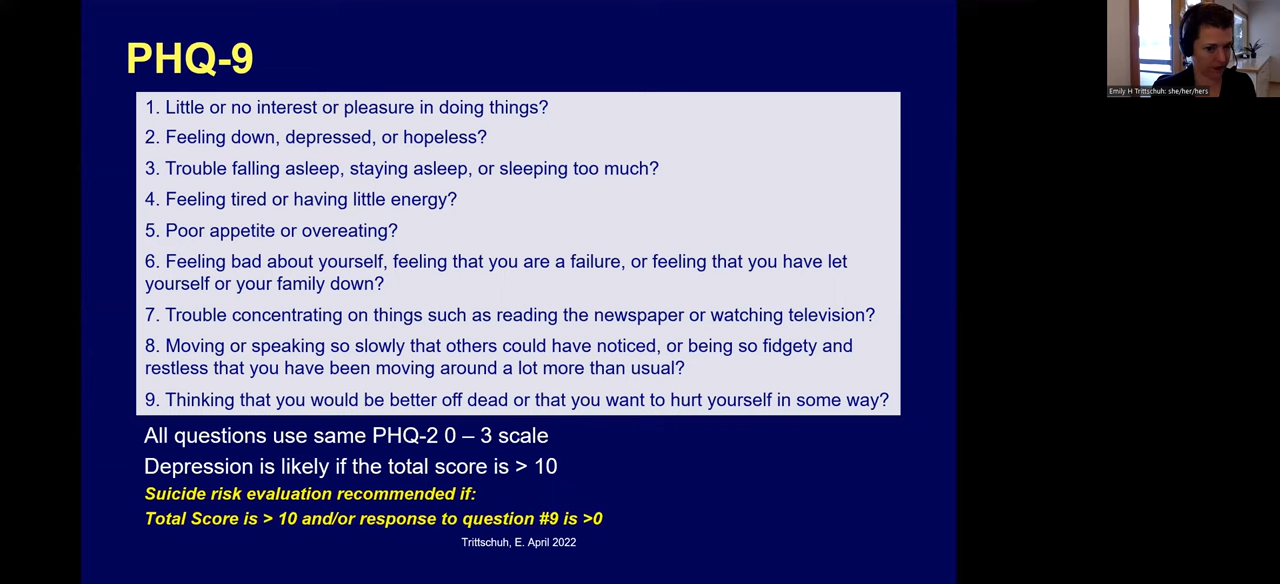 PHQ-9
1. Little or no interest or pleasure in doing things?
2. Feeling down, depressed, or hopeless?
3. Trouble falling asleep, staying asleep, or sleeping too much?
4. Feeling tired or having little energy?
5. Poor appetite or overeating?
6. Feeling bad about yourself, feeling that you are a failure, or feeling that you have let
yourself or your family down?
7. Trouble concentrating on things such as reading the newspaper or watching television?
8. Moving or speaking so slowly that others could have noticed, or being so fidgety and
restless that you have been moving around a lot more than usual?
9. Thinking that you would be better off dead or that you want to hurt yourself in some way?
All questions use same PHQ-2 0 – 3 scale
Depression is likely if the total score is > 10
Suicide risk evaluation recommended if:
Total Score is > 10 and/or response to question #9 is >0
Trittschuh, E. April 2022
Emily H Trittschuh: she/her/hers